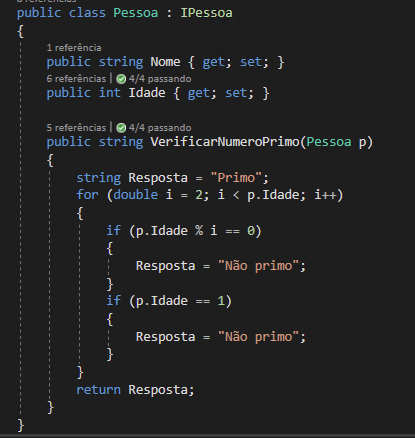 public class Pessoa : IPessoa
{
1 referência
public string Nome { get; set; }
6 referências | 4/4 passando
public int Idade { get; set; }
5 referências | 4/4 passando
public string VerificarNumeroPrimo(Pessoa p)
{
string Resposta = "Primo";
for (double i = 2; i < p.Idade; i++)
{
if (p.Idade % i == 0)
{
Resposta = "Não primo";
}
if (p.Idade == 1)
{
Resposta = "Não primo";
}
}
return Resposta;
}
}